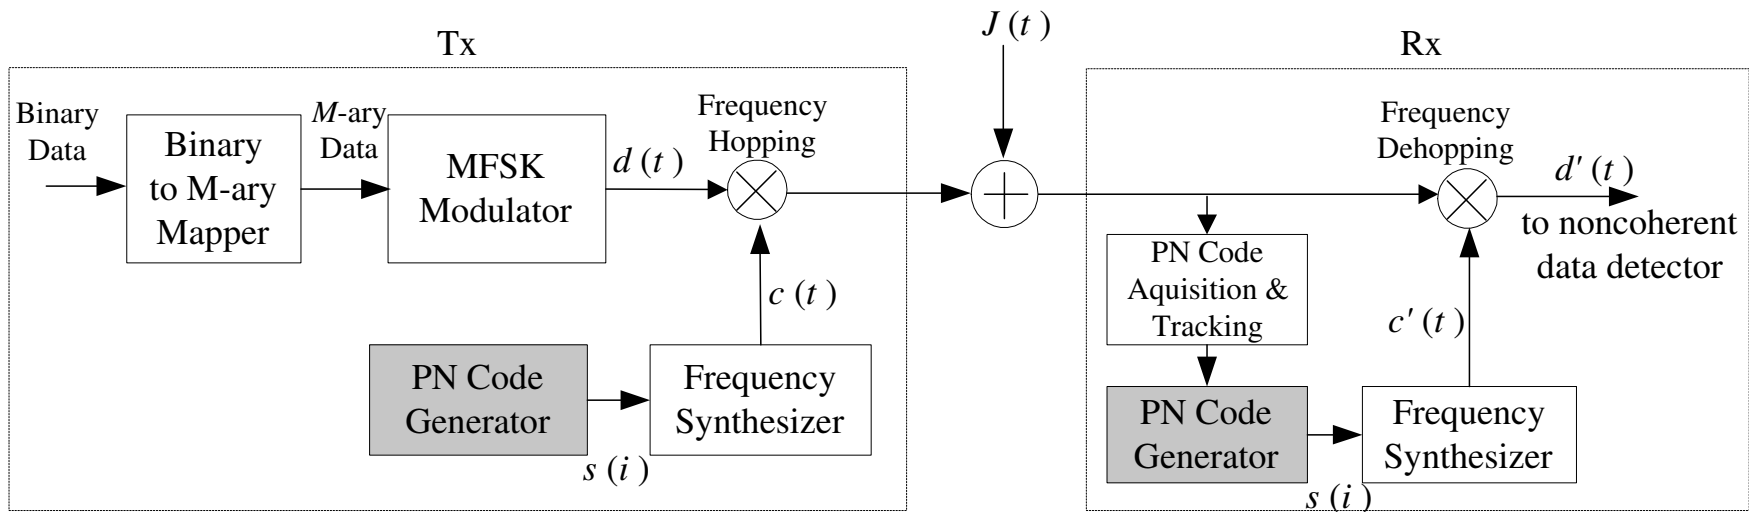 Tx
J (t )
Rx
Binary
Data
Binary
to M-ary
Mapper
M-ary
Data
MFSK
Modulator
d (t )
Frequency
Hopping
c (t )
PN Code
Generator
s (i )
Frequency
Synthesizer
PN Code
Aquisition &
Tracking
PN Code
Generator
s (i )
Frequency
Synthesizer
c' (t )
Frequency
Dehopping
d' (t )
to noncoherent
data detector